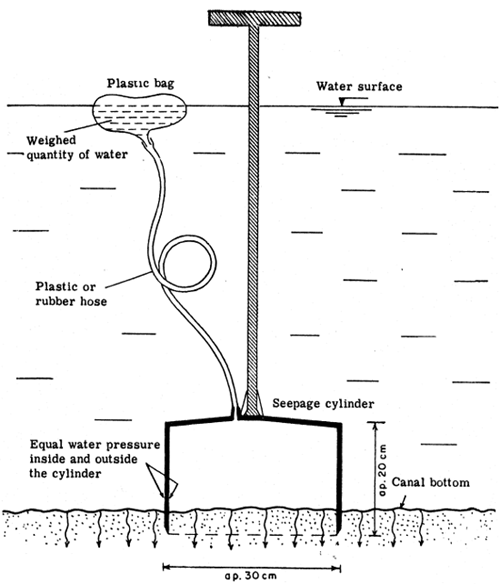 Plastic bag
Water surface
Weighed
quantity of water
Plastic or
rubber hose
Seepage cylinder
Equal water pressure
inside and outside
the cylinder
ap. 20 cm
Canal bottom
ap. 30 cm